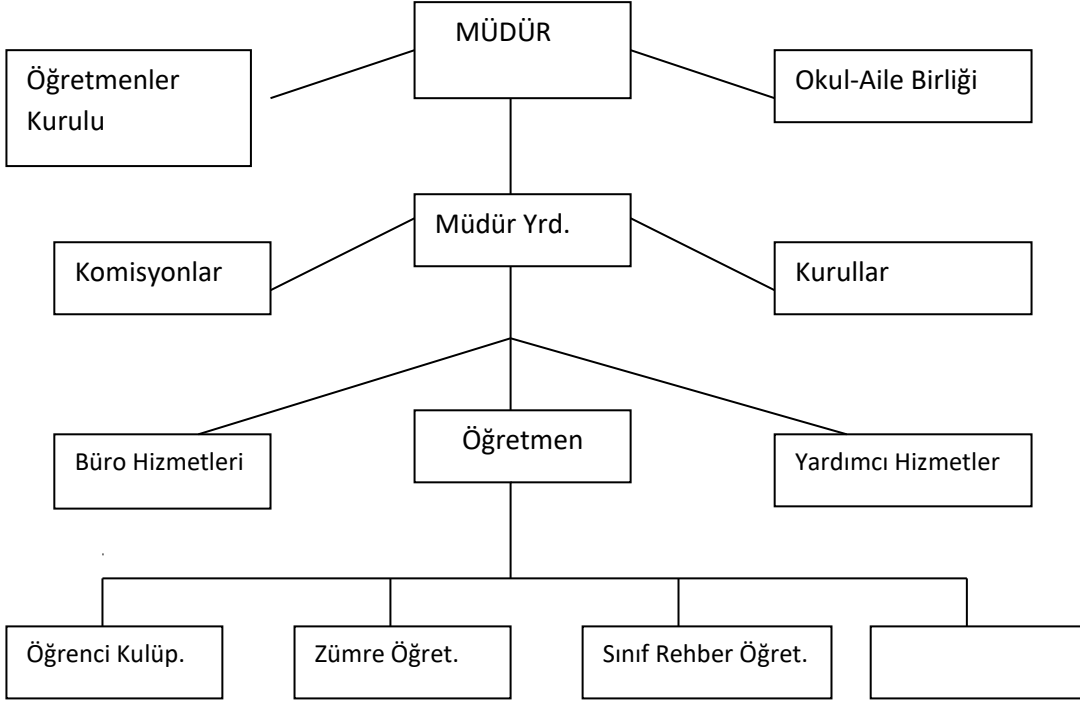 MÜDÜR
Öğretmenler
Kurulu
Okul-Aile Birliği
Müdür Yrd.
Komisyonlar
Kurullar
Büro Hizmetleri
Öğretmen
Yardımcı Hizmetler
Öğrenci Kulüp.
Zümre Öğret.
Sınıf Rehber Öğret.